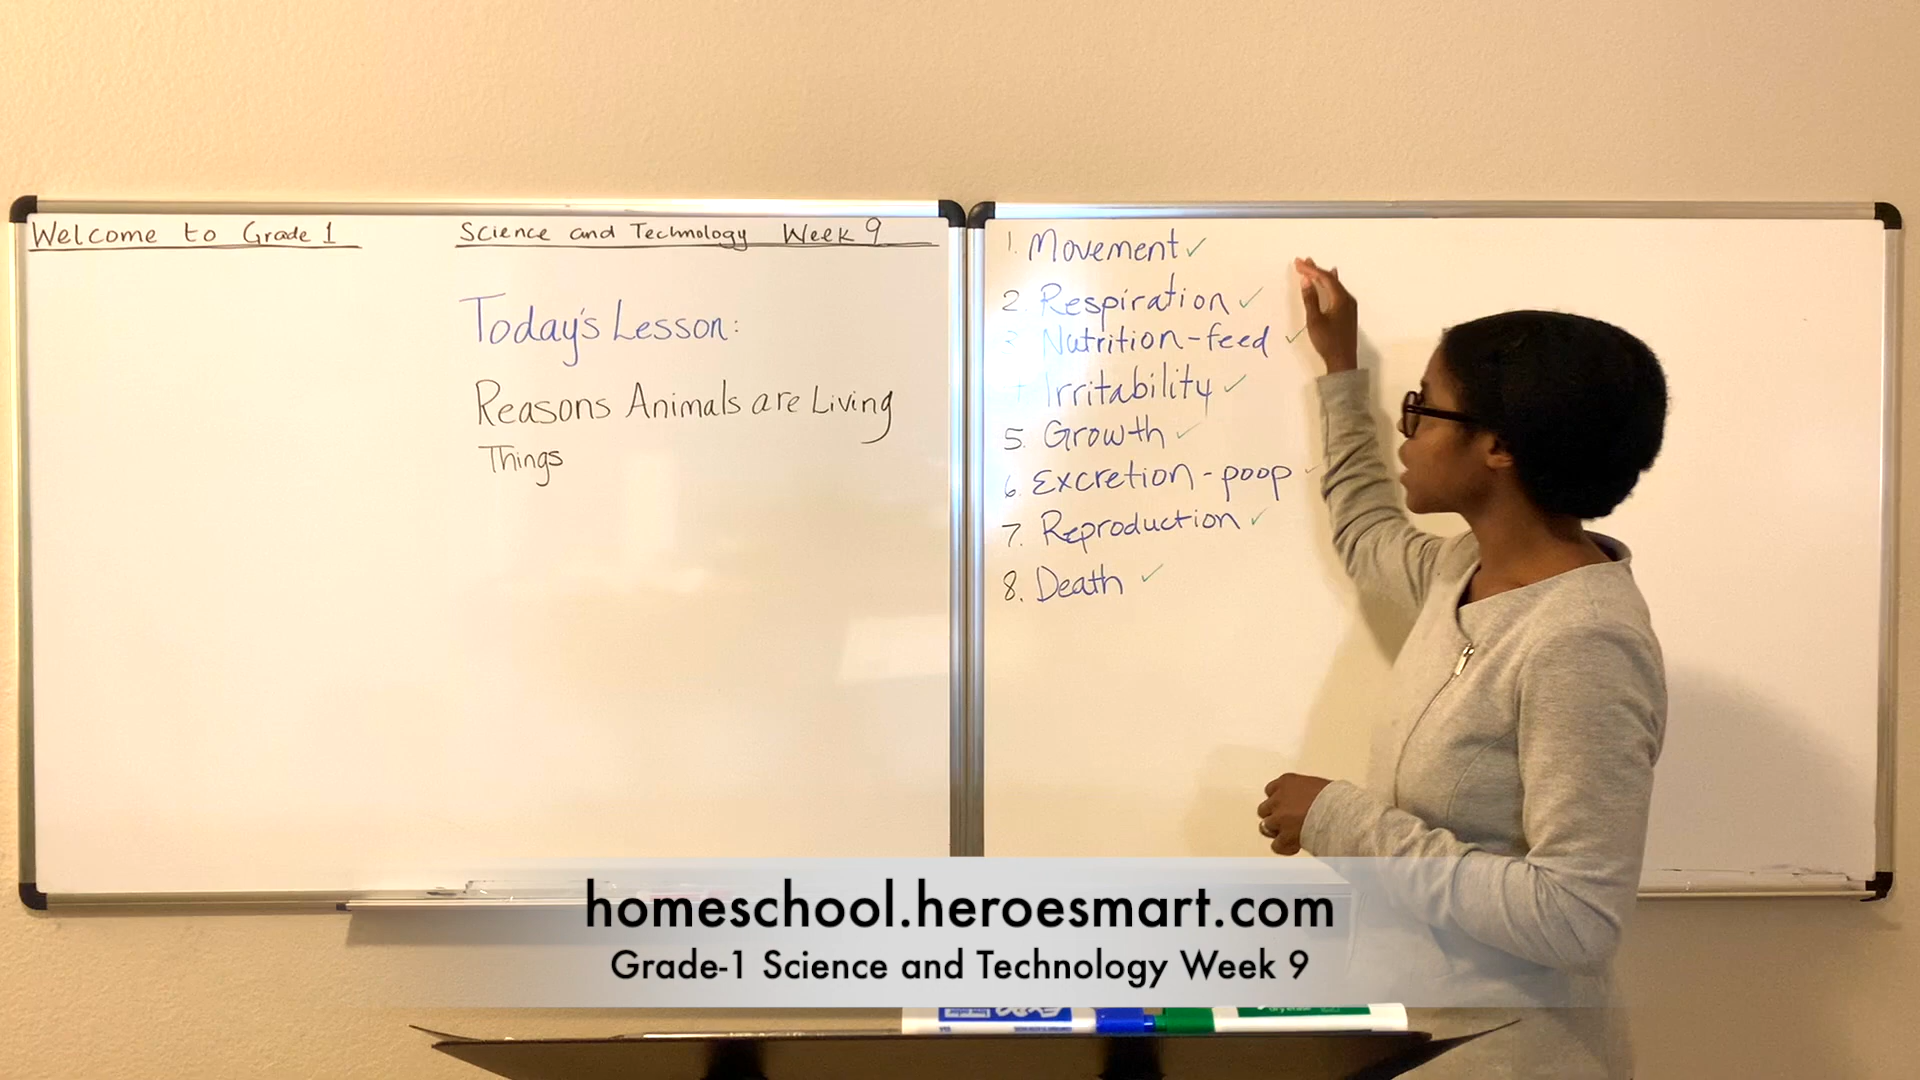 Welcome to Grade 1
Science and Technology Week 9
Today's Lesson:
Reasons Animals are Living
Things
1. Movement ✓
2. Respiration ✓
3. Nutrition-feed ✓
Irritability ✓
5. Growth ✓
6. Excretion-poop ✓
7. Reproduction ✓
8. Death ✓
homeschool.heroesmart.com
Grade-1 Science and Technology Week 9
EXPO